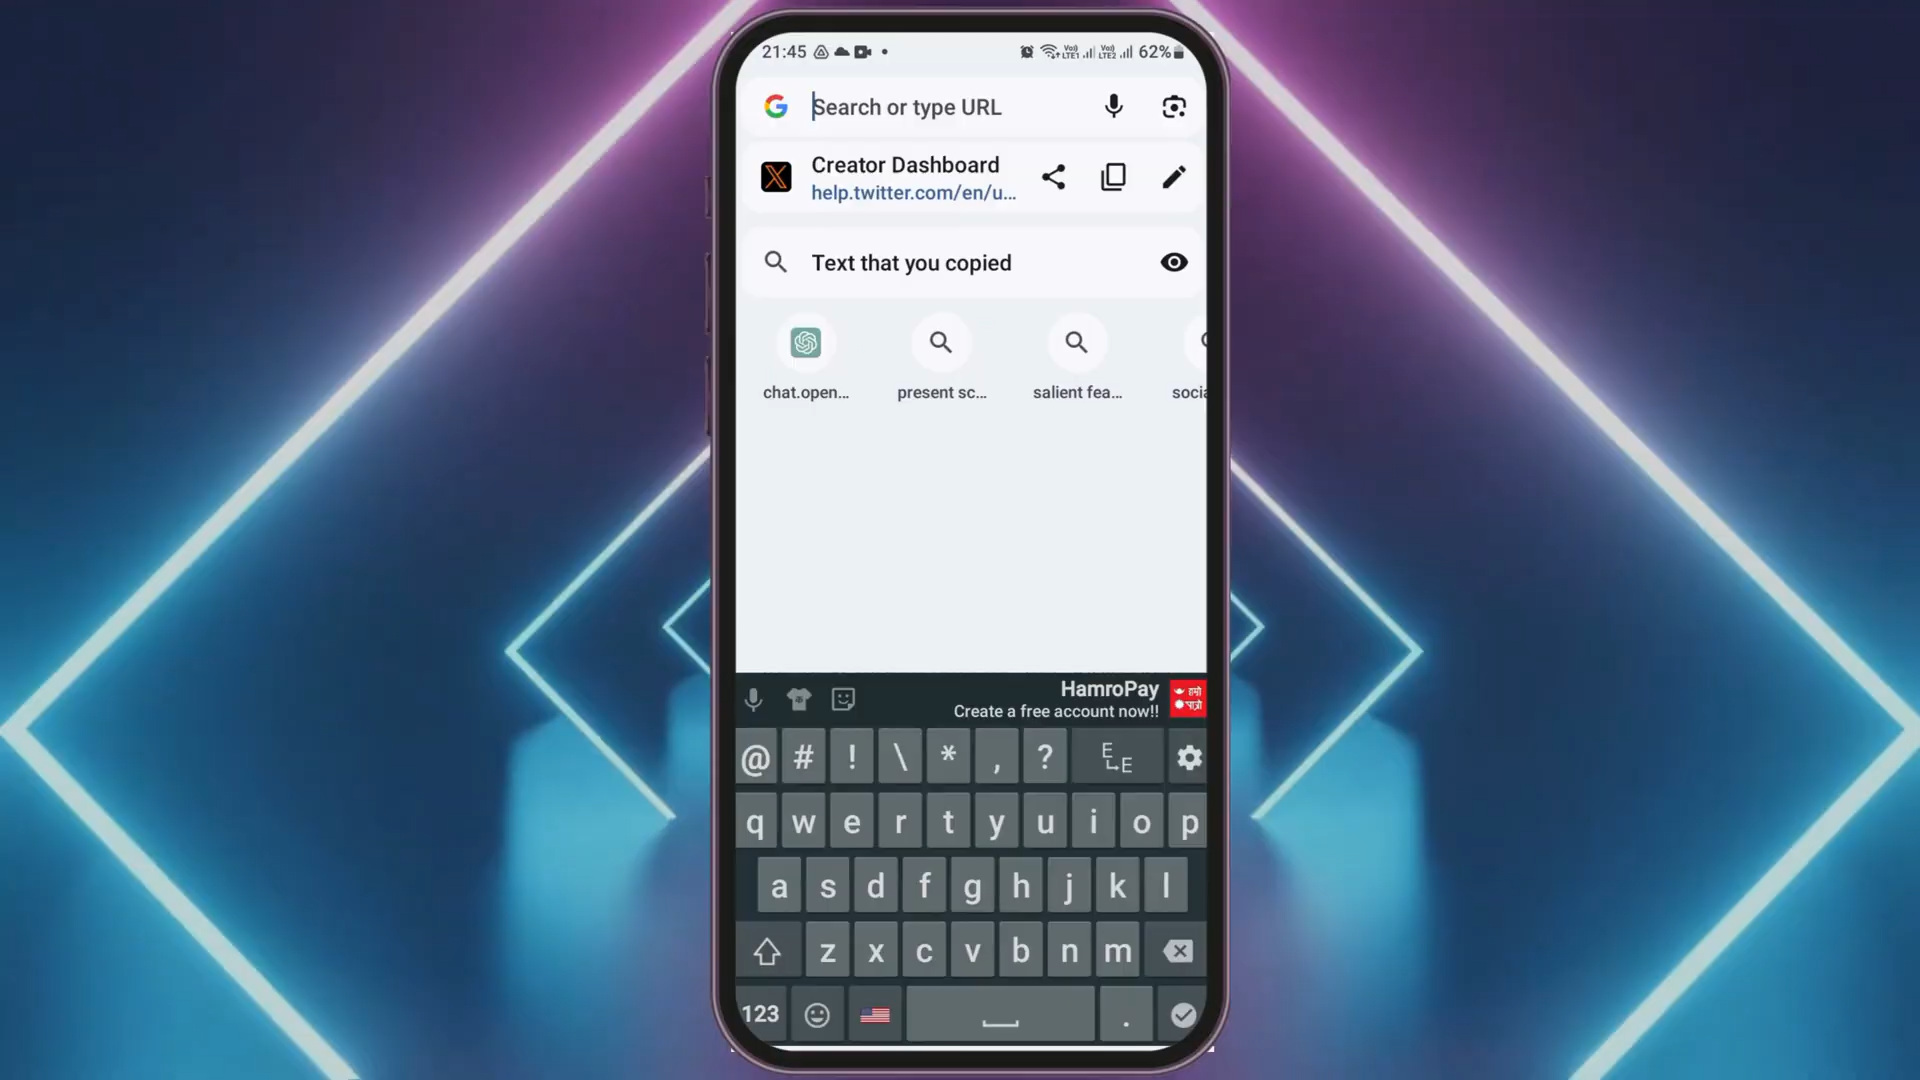 21:45 62%
Search or type URL
Creator Dashboard
help.twitter.com/en/u...
Text that you copied
chat.open... present sc... salient fea... socia
HamroPay
Create a free account now!!
हाम्रो
पात्रो
@ # ! \ * , ? E E
q w e r t y u i o p
a s d f g h j k l
z x c v b n m
123 .